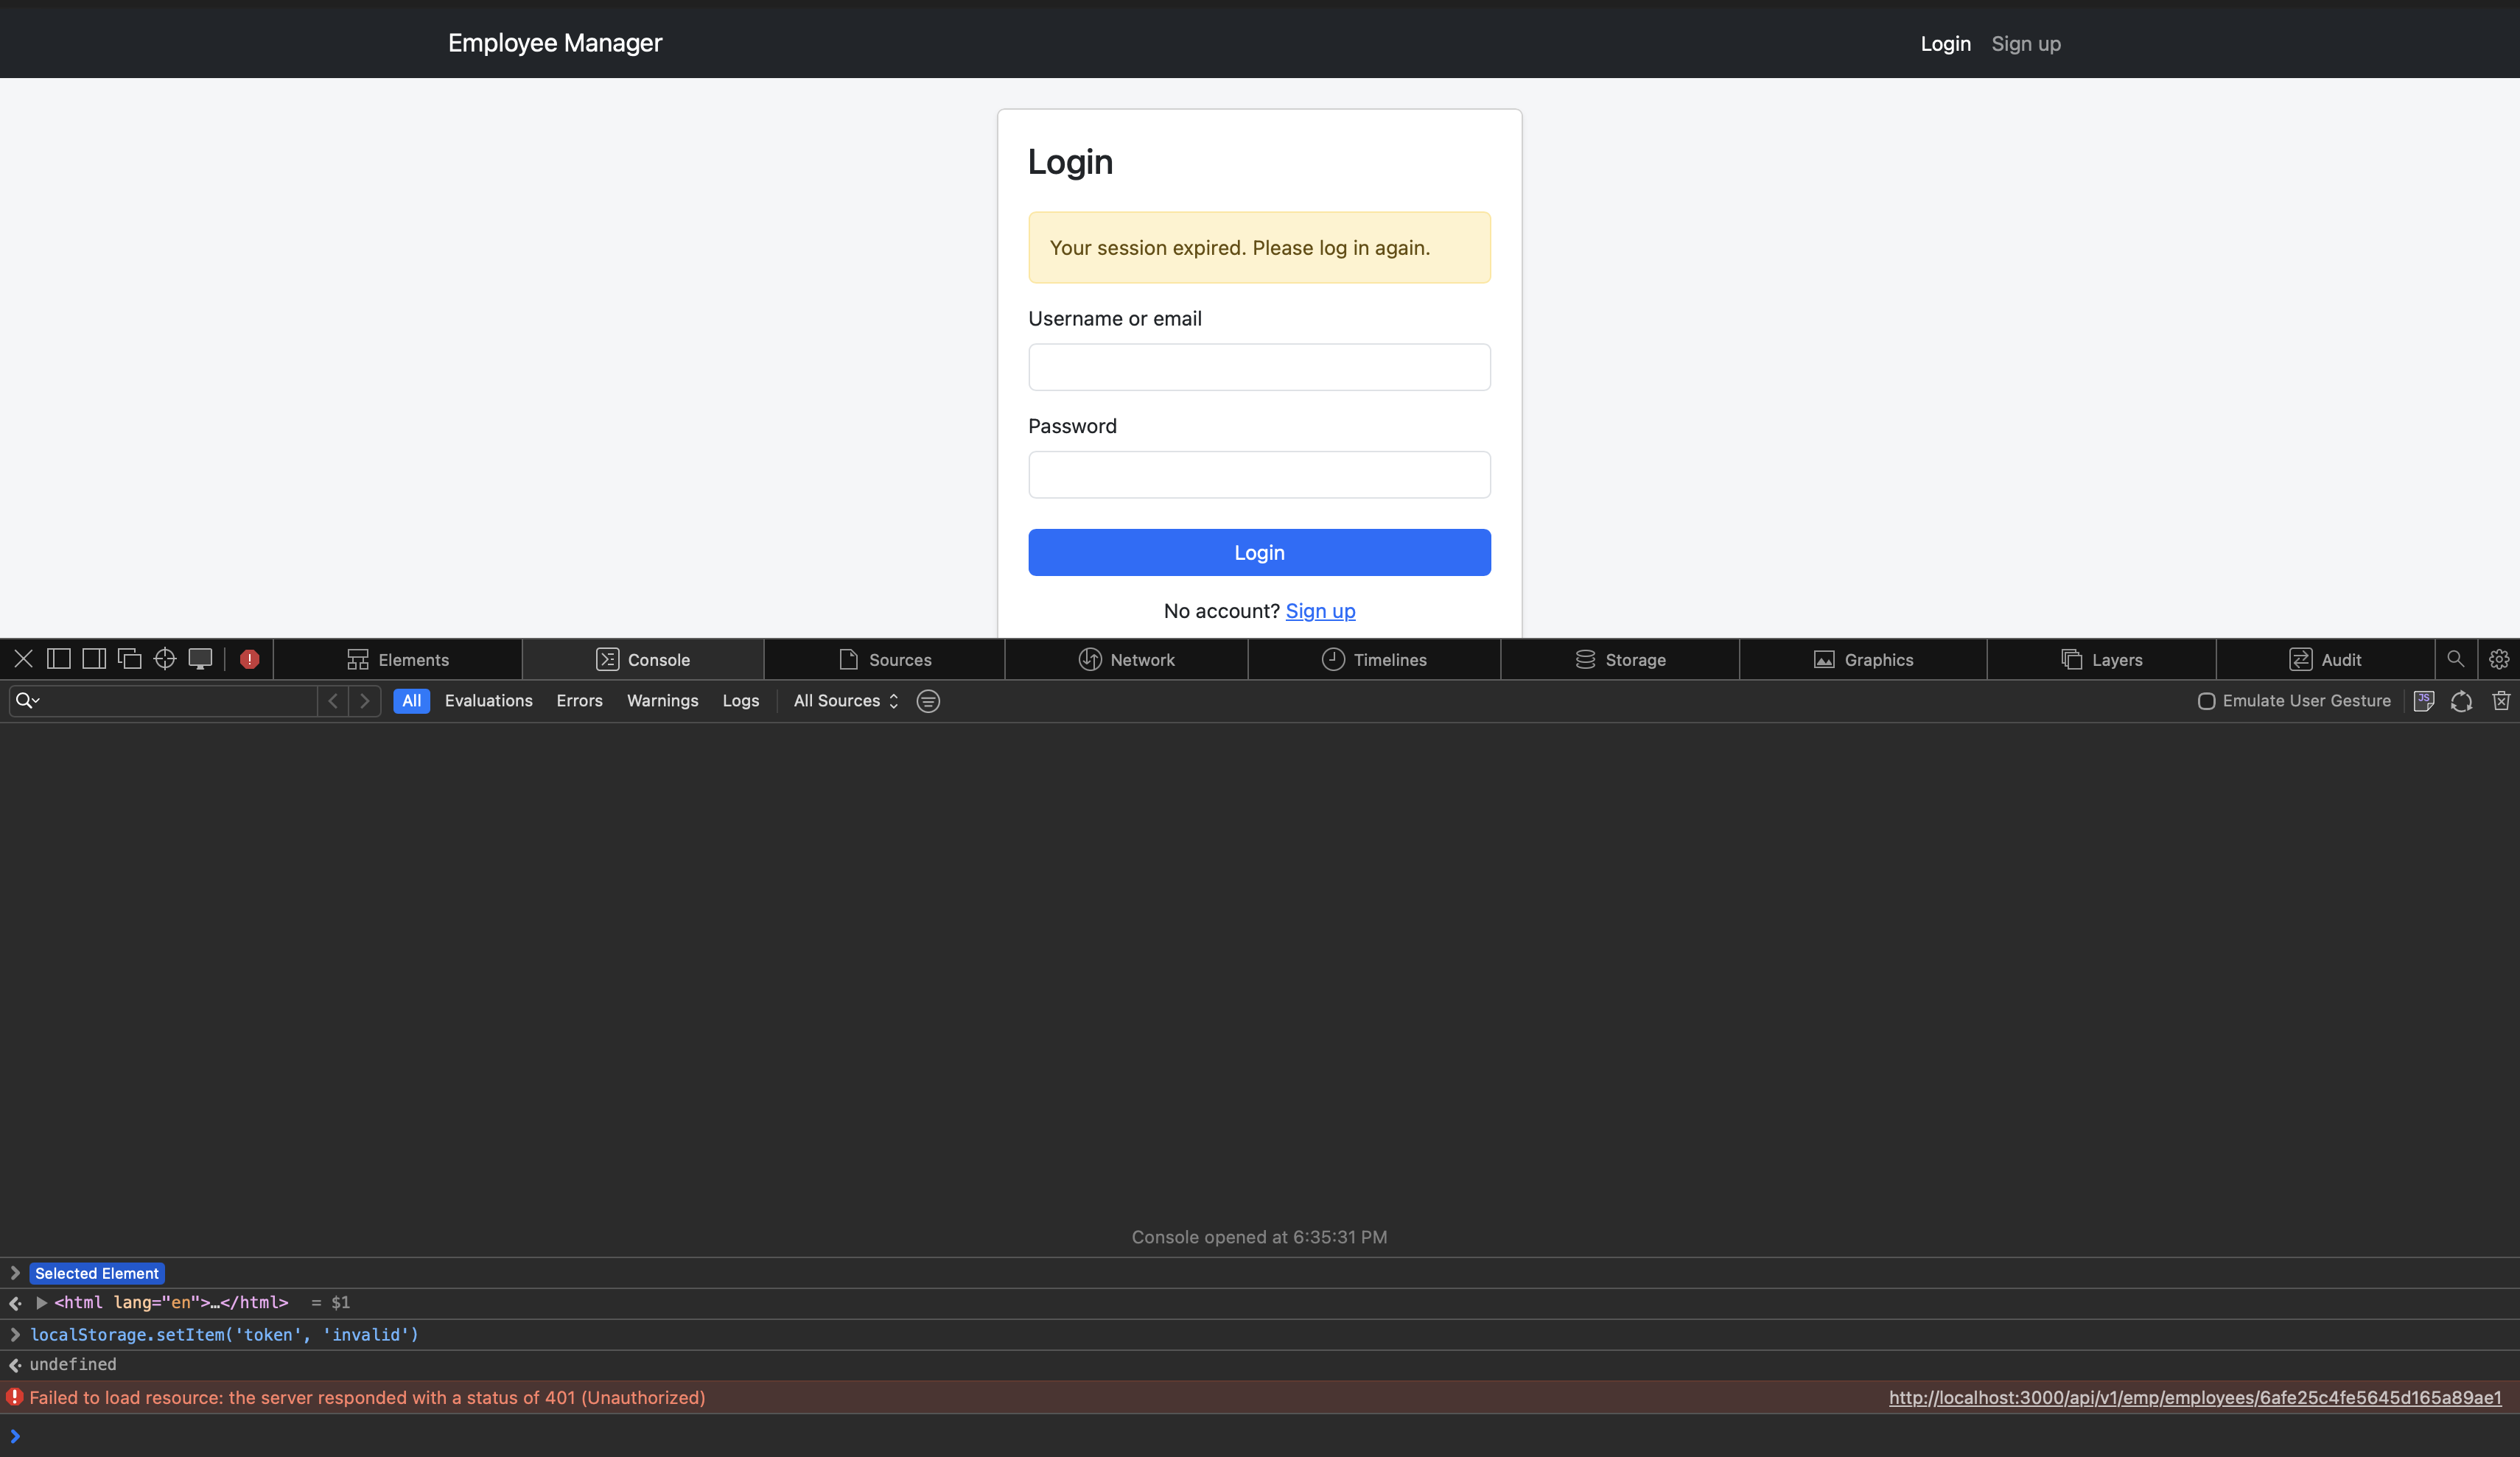 Employee Manager
Login Sign up
Login
Your session expired. Please log in again.
Username or email
Password
Login
No account? Sign up
Elements Console Sources Network Timelines Storage Graphics Layers Audit
All Evaluations Errors Warnings Logs All Sources Emulate User Gesture JS
Console opened at 6:35:31 PM
Selected Element
<html lang="en">…</html> = $1
localStorage.setItem('token', 'invalid')
undefined
Failed to load resource: the server responded with a status of 401 (Unauthorized) http://localhost:3000/api/v1/emp/employees/6afe25c4fe5645d165a89ae1